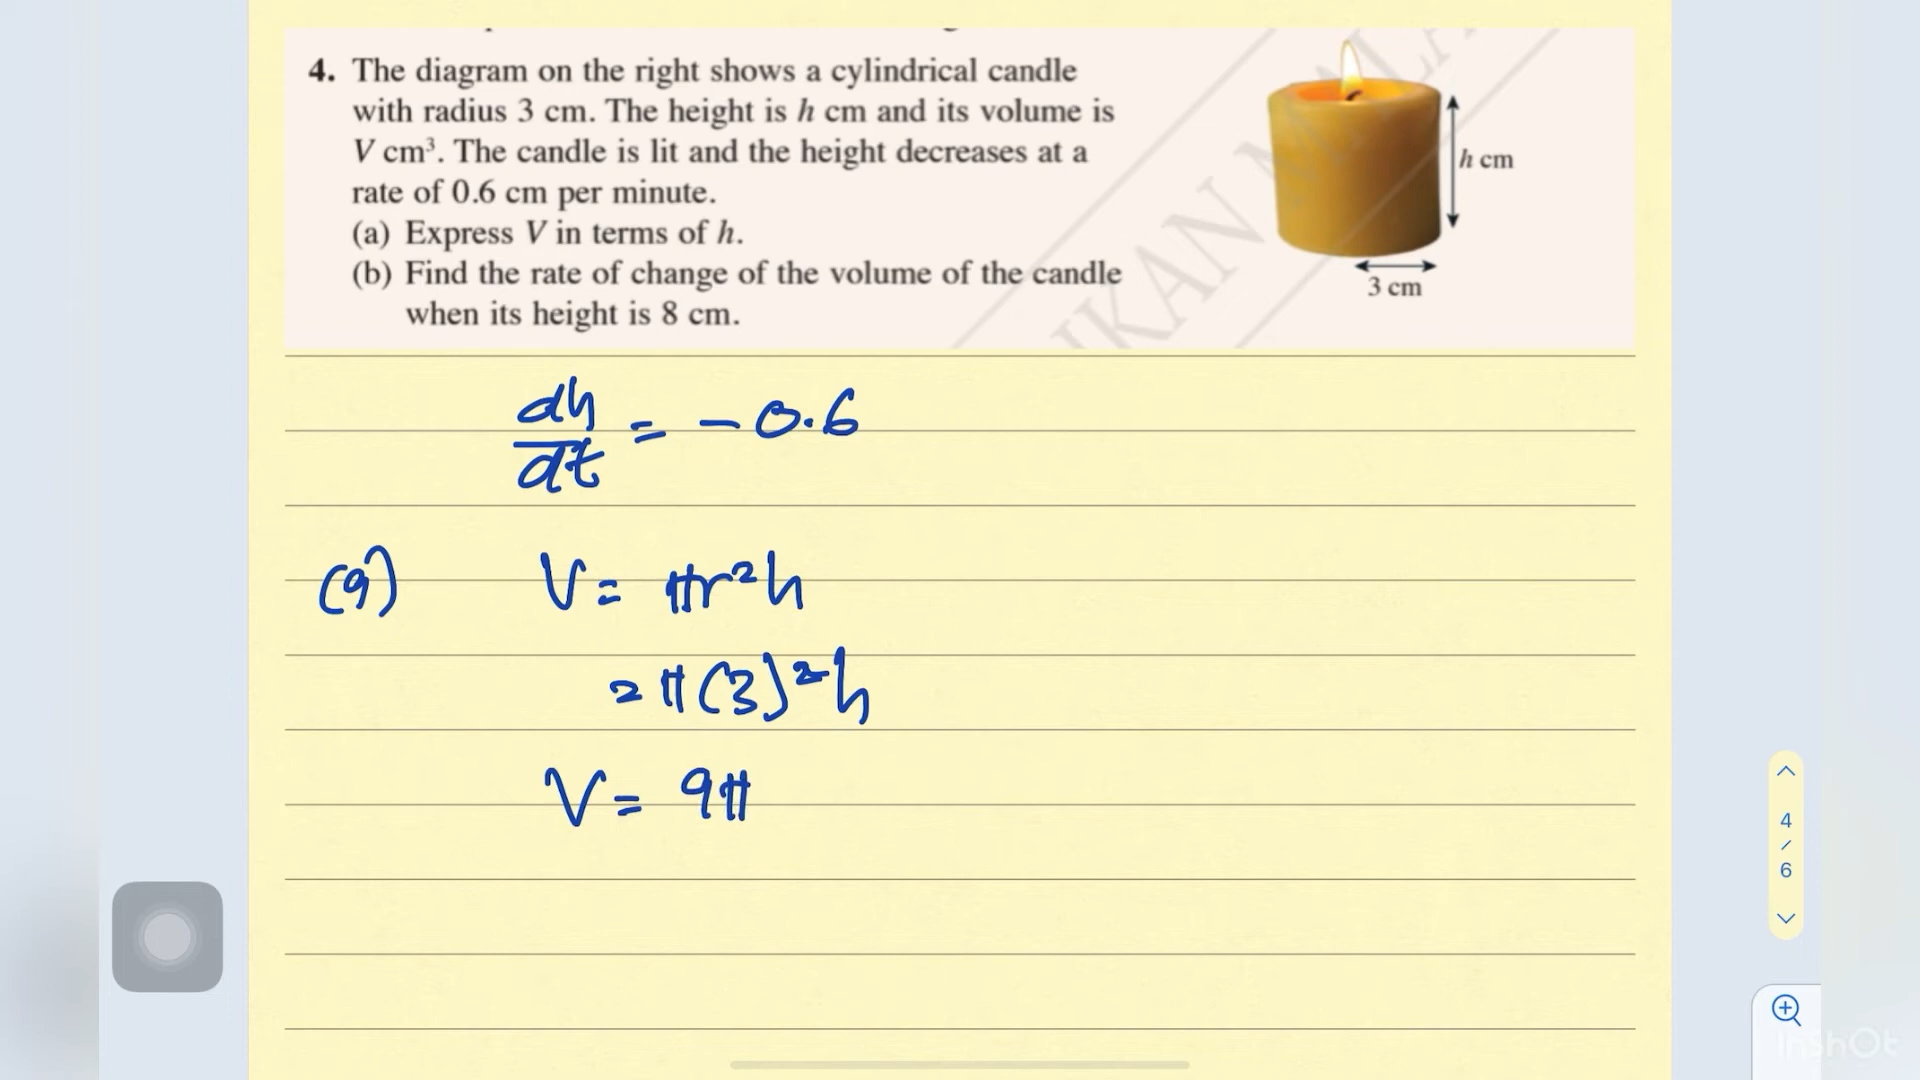 4. The diagram on the right shows a cylindrical candle
with radius 3 cm. The height is h cm and its volume is
V cm³. The candle is lit and the height decreases at a
rate of 0.6 cm per minute.
(a) Express V in terms of h.
(b) Find the rate of change of the volume of the candle
when its height is 8 cm.
h cm
3 cm
IKAN MALA
dh/dt = -0.6
(a) V = πr²h
= π(3)²h
V = 9π
4
/
6
InShOt